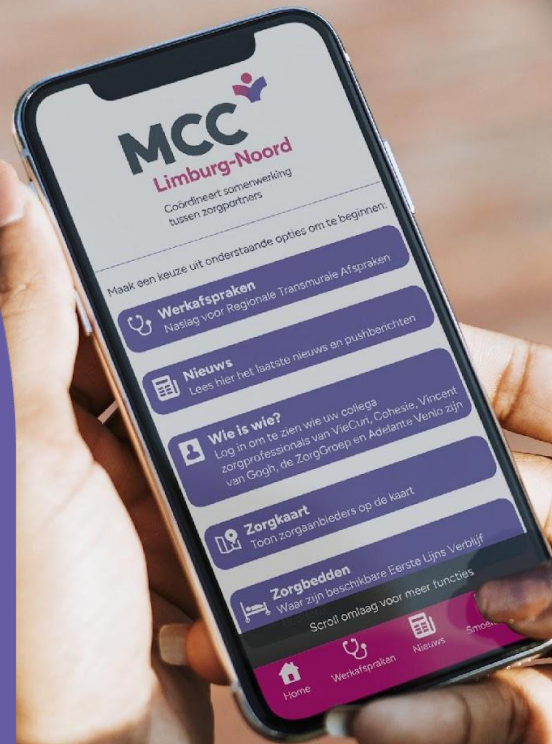 MCC
Limburg-Noord
Coördineert samenwerking
tussen zorgpartners
Maak een keuze uit onderstaande opties om te beginnen:
Werkafspraken
Naslag voor Regionale Transmurale Afspraken
Nieuws
Lees hier het laatste nieuws en pushberichten
Wie is wie?
Log in om te zien wie uw collega
zorgprofessionals van VieCuri, Cohesie, Vincent
van Gogh, de ZorgGroep en Adelante Venlo zijn
Zorgkaart
Toon zorgaanbieders op de kaart
Zorgbedden
Waar zijn beschikbare Eerste Lijns Verblijf
Scroll omlaag voor meer functies
Home
Werkafspraken
Nieuws